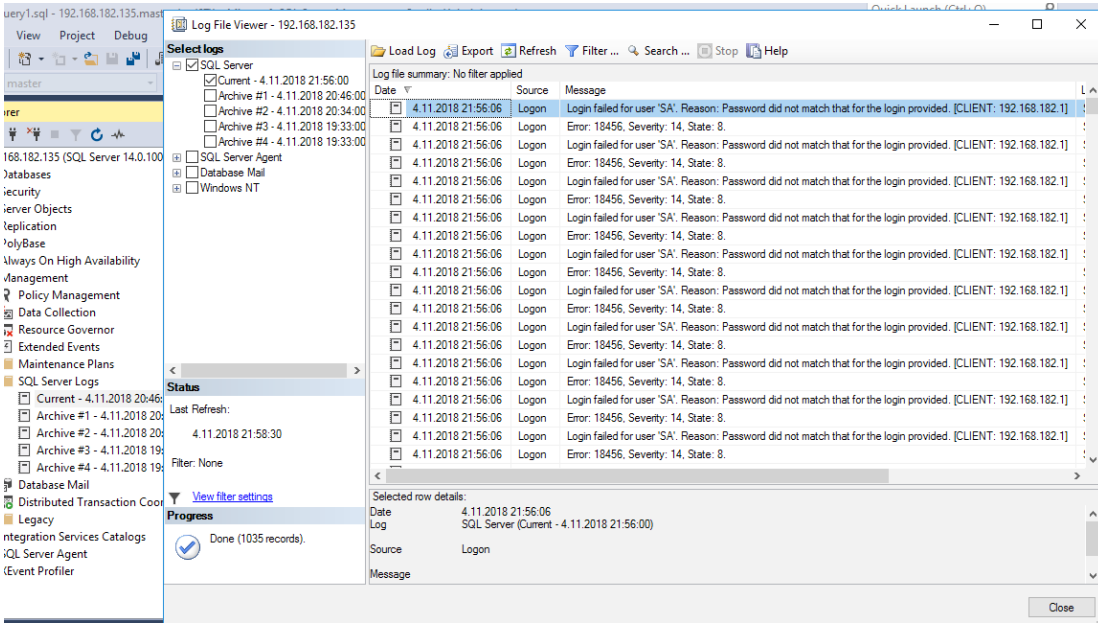 uery1.sql - 192.168.182.135.mast
Quick Launch (Ctrl+Q)
View Project Debug
master
orer
168.182.135 (SQL Server 14.0.100
Databases
Security
Server Objects
Replication
PolyBase
Always On High Availability
Management
Policy Management
Data Collection
Resource Governor
Extended Events
Maintenance Plans
SQL Server Logs
Current - 4.11.2018 20:46:
Archive #1 - 4.11.2018 20:
Archive #2 - 4.11.2018 20:
Archive #3 - 4.11.2018 19:
Archive #4 - 4.11.2018 19:
Database Mail
Distributed Transaction Coor
Legacy
ntegration Services Catalogs
SQL Server Agent
XEvent Profiler
Log File Viewer - 192.168.182.135
Select logs
SQL Server
Current - 4.11.2018 21:56:00
Archive #1 - 4.11.2018 20:46:00
Archive #2 - 4.11.2018 20:34:00
Archive #3 - 4.11.2018 19:33:00
Archive #4 - 4.11.2018 19:33:00
SQL Server Agent
Database Mail
Windows NT
Status
Last Refresh:
4.11.2018 21:58:30
Filter: None
View filter settings
Progress
Done (1035 records).
Load Log Export Refresh Filter ... Search ... Stop Help
Log file summary: No filter applied
Date Source Message L
4.11.2018 21:56:06 Logon Login failed for user 'SA'. Reason: Password did not match that for the login provided. [CLIENT: 192.168.182.1]
4.11.2018 21:56:06 Logon Error: 18456, Severity: 14, State: 8.
4.11.2018 21:56:06 Logon Login failed for user 'SA'. Reason: Password did not match that for the login provided. [CLIENT: 192.168.182.1]
4.11.2018 21:56:06 Logon Error: 18456, Severity: 14, State: 8.
4.11.2018 21:56:06 Logon Login failed for user 'SA'. Reason: Password did not match that for the login provided. [CLIENT: 192.168.182.1]
4.11.2018 21:56:06 Logon Error: 18456, Severity: 14, State: 8.
4.11.2018 21:56:06 Logon Login failed for user 'SA'. Reason: Password did not match that for the login provided. [CLIENT: 192.168.182.1]
4.11.2018 21:56:06 Logon Error: 18456, Severity: 14, State: 8.
4.11.2018 21:56:06 Logon Login failed for user 'SA'. Reason: Password did not match that for the login provided. [CLIENT: 192.168.182.1]
4.11.2018 21:56:06 Logon Error: 18456, Severity: 14, State: 8.
4.11.2018 21:56:06 Logon Login failed for user 'SA'. Reason: Password did not match that for the login provided. [CLIENT: 192.168.182.1]
4.11.2018 21:56:06 Logon Error: 18456, Severity: 14, State: 8.
4.11.2018 21:56:06 Logon Login failed for user 'SA'. Reason: Password did not match that for the login provided. [CLIENT: 192.168.182.1]
4.11.2018 21:56:06 Logon Error: 18456, Severity: 14, State: 8.
4.11.2018 21:56:06 Logon Login failed for user 'SA'. Reason: Password did not match that for the login provided. [CLIENT: 192.168.182.1]
4.11.2018 21:56:06 Logon Error: 18456, Severity: 14, State: 8.
4.11.2018 21:56:06 Logon Login failed for user 'SA'. Reason: Password did not match that for the login provided. [CLIENT: 192.168.182.1]
4.11.2018 21:56:06 Logon Error: 18456, Severity: 14, State: 8.
4.11.2018 21:56:06 Logon Login failed for user 'SA'. Reason: Password did not match that for the login provided. [CLIENT: 192.168.182.1]
4.11.2018 21:56:06 Logon Error: 18456, Severity: 14, State: 8.
Selected row details:
Date 4.11.2018 21:56:06
Log SQL Server (Current - 4.11.2018 21:56:00)
Source Logon
Message
Close